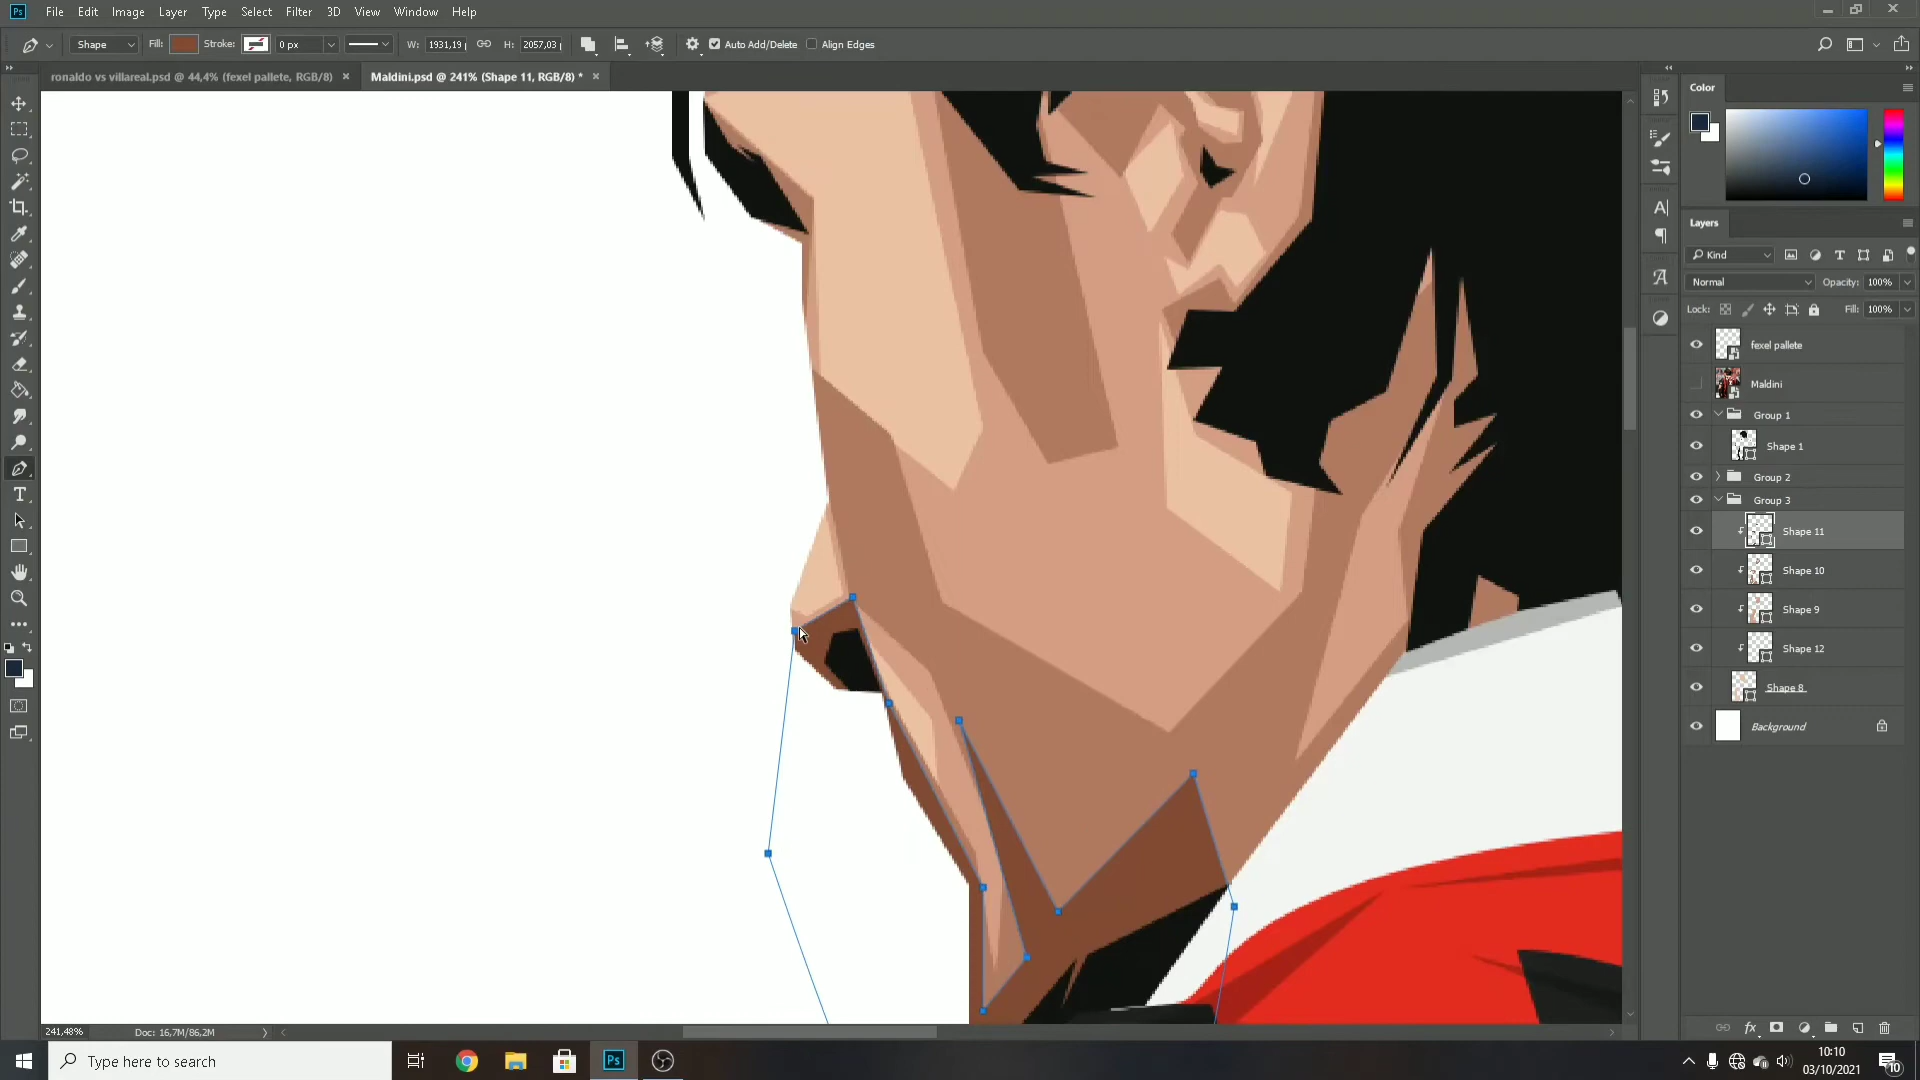 Ps File Edit Image Layer Type Select Filter 3D View Window Help
Shape Fill: Stroke: 0 px W: 1931,19 H: 2057,03 Auto Add/Delete Align Edges
ronaldo vs villareal.psd @ 44,4% (fexel pallete, RGB/8) × Maldini.psd @ 241% (Shape 11, RGB/8) * ×
Color
Layers
Kind
Normal Opacity: 100%
Lock: Fill: 100%
fexel pallete
Maldini
Group 1
Shape 1
Group 2
Group 3
Shape 11
Shape 10
Shape 9
Shape 12
Shape 8
Background
241,48% Doc: 16,7M/86,2M
Type here to search
Ps
10:10
03/10/2021
10